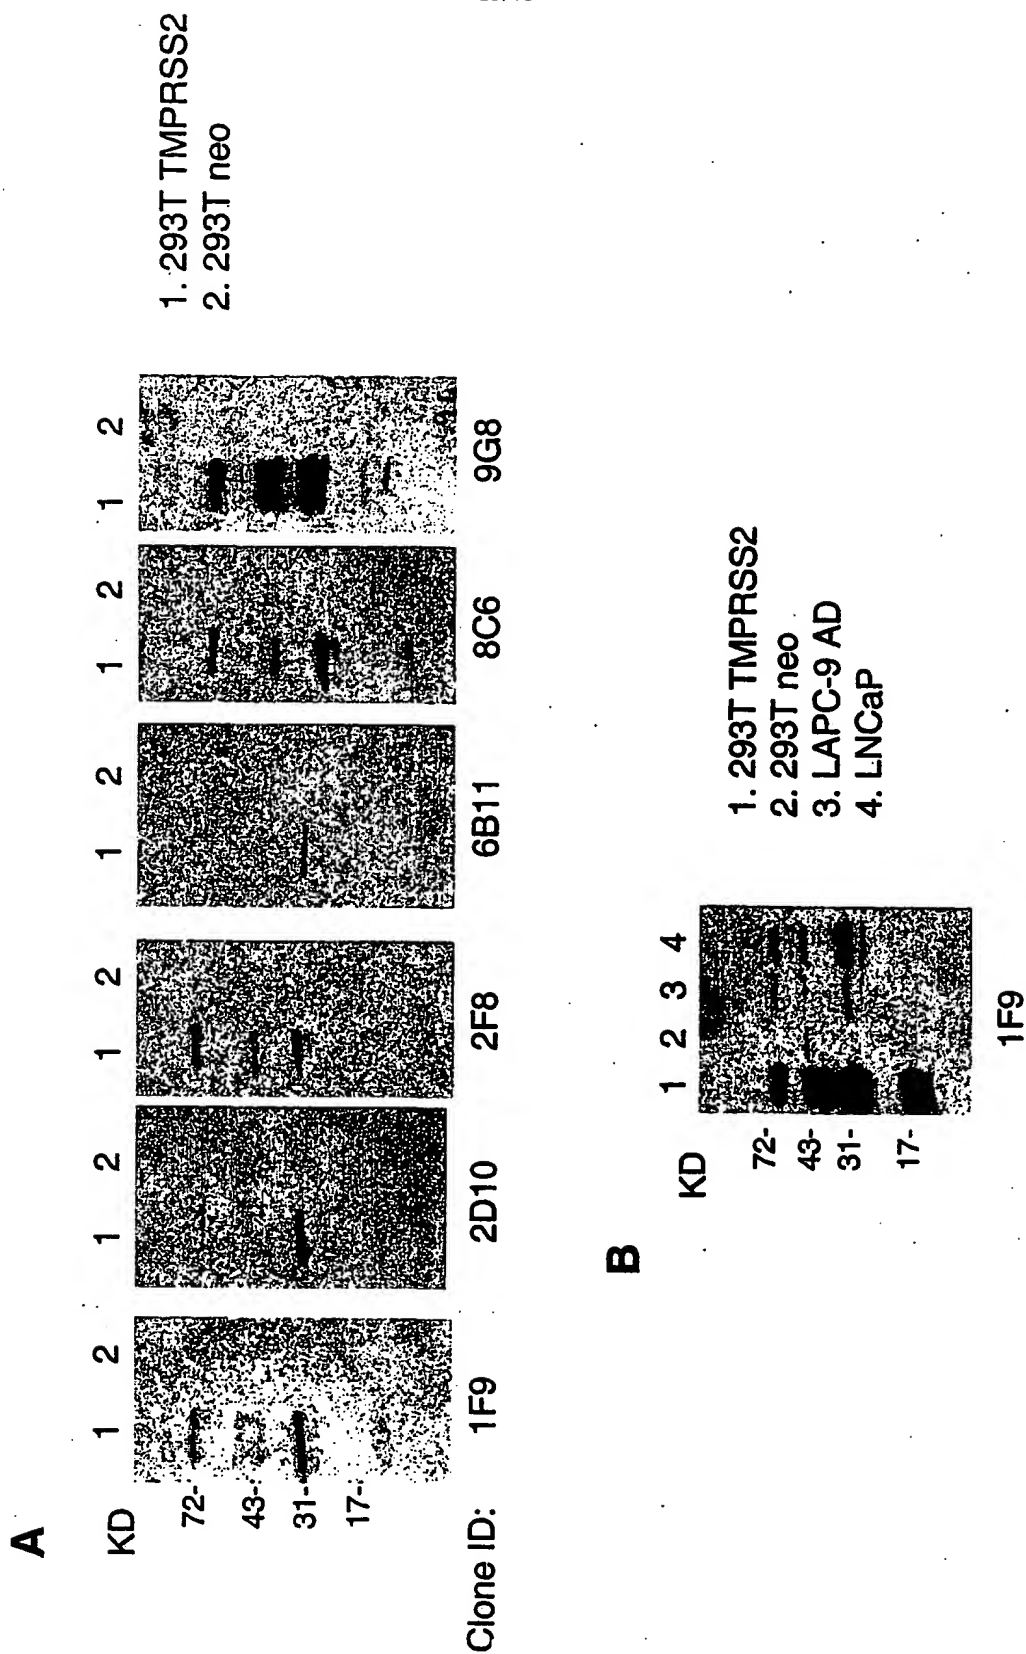 A
KD
1 2 1 2 1 2 1 2 1 2 1 2
72-
43-
31-
17-
Clone ID: 1F9 2D10 2F8 6B11 8C6 9G8
1. 293T TMPRSS2
2. 293T neo
B
KD
1 2 3 4
72-
43-
31-
17-
1F9
1. 293T TMPRSS2
2. 293T neo
3. LAPC-9 AD
4. LNCaP